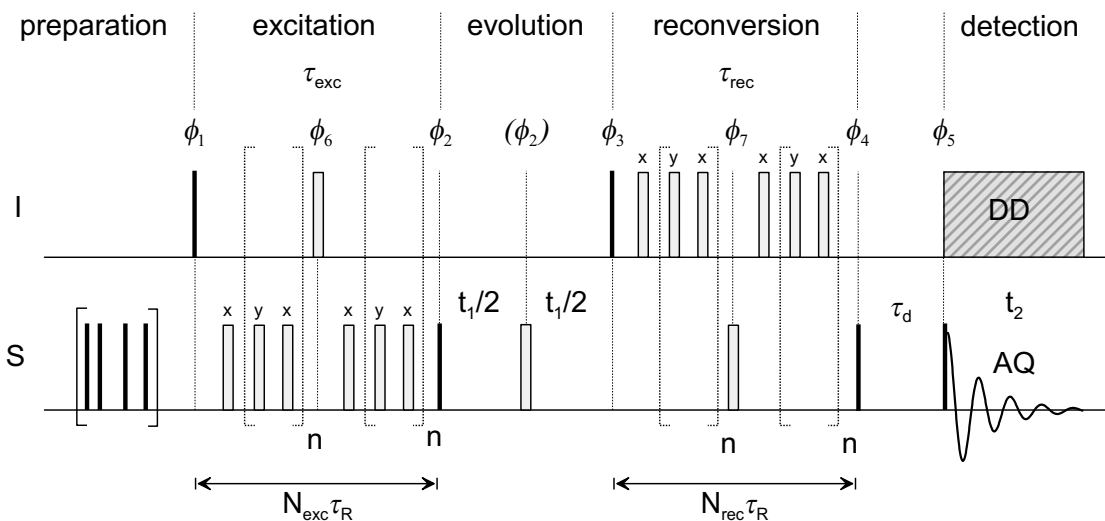 preparation excitation evolution reconversion detection
τexc τrec
ϕ1 ϕ6 ϕ2 (ϕ2) ϕ3 ϕ7 ϕ4 ϕ5
x y x x y x
I DD
x y x x y x t1/2 t1/2 τd t2
S AQ
n n n n
NexcτR NrecτR